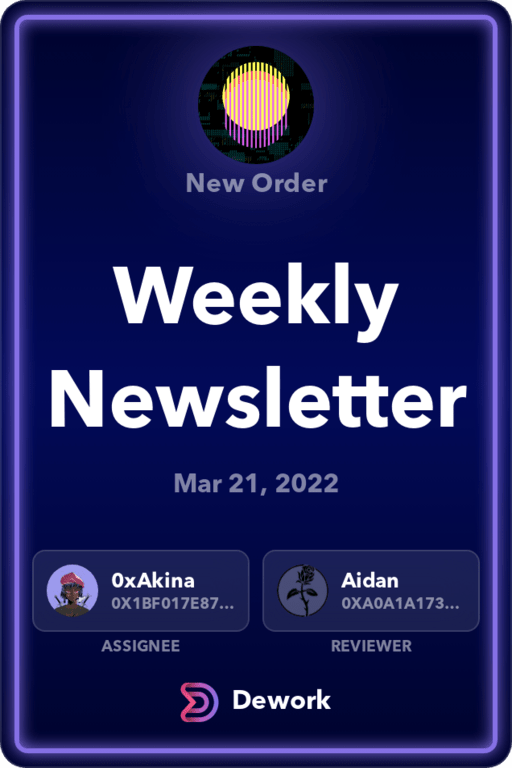 New Order
Weekly
Newsletter
Mar 21, 2022
0xAkina
0X1BF017E87...
ASSIGNEE
Aidan
0XA0A1A173...
REVIEWER
Dework